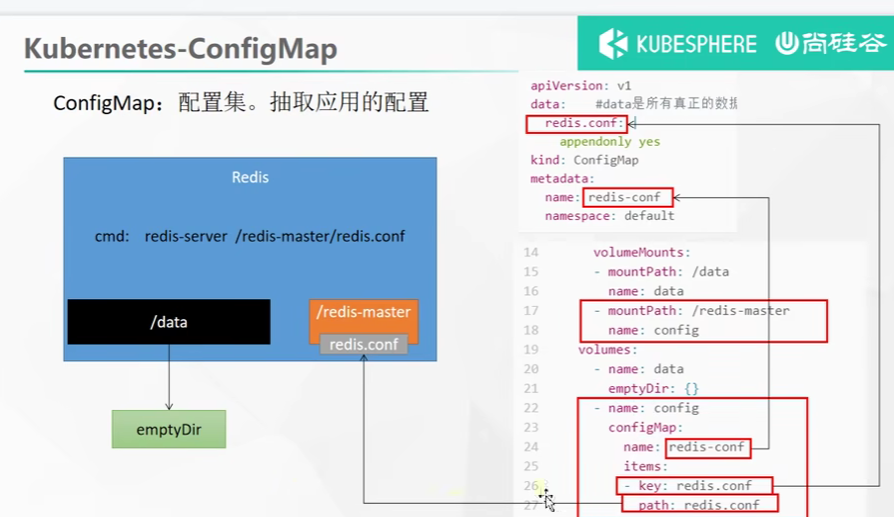 Kubernetes-ConfigMap
KUBESPHERE 尚硅谷
ConfigMap：配置集。抽取应用的配置
Redis
cmd: redis-server /redis-master/redis.conf
/data
/redis-master
redis.conf
emptyDir
apiVersion: v1
data: #data是所有真正的数据
redis.conf: |
appendonly yes
kind: ConfigMap
metadata:
name: redis-conf
namespace: default
14 volumeMounts:
15 - mountPath: /data
16 name: data
17 - mountPath: /redis-master
18 name: config
19 volumes:
20 - name: data
21 emptyDir: {}
22 - name: config
23 configMap:
24 name: redis-conf
25 items:
26 - key: redis.conf
27 path: redis.conf